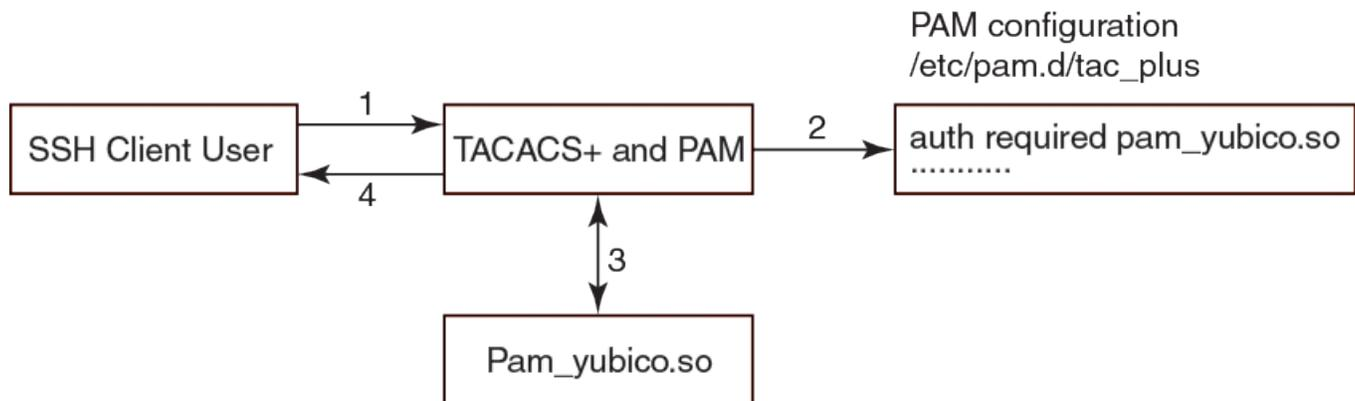 PAM configuration
/etc/pam.d/tac_plus
SSH Client User
1
4
TACACS+ and PAM
2
auth required pam_yubico.so
...........
3
Pam_yubico.so